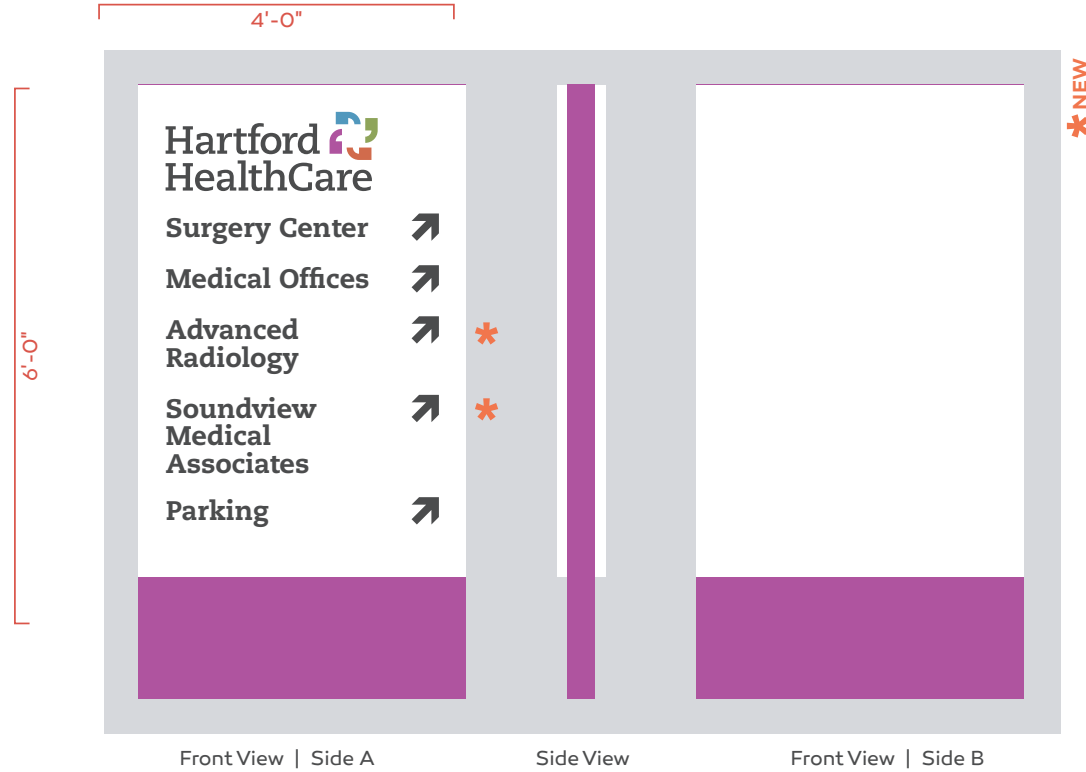 4'-0"
* NEW
6'-0"
Hartford
HealthCare
Surgery Center
Medical Offices
Advanced
Radiology
*
Soundview
Medical
Associates
*
Parking
Front View | Side A
Side View
Front View | Side B